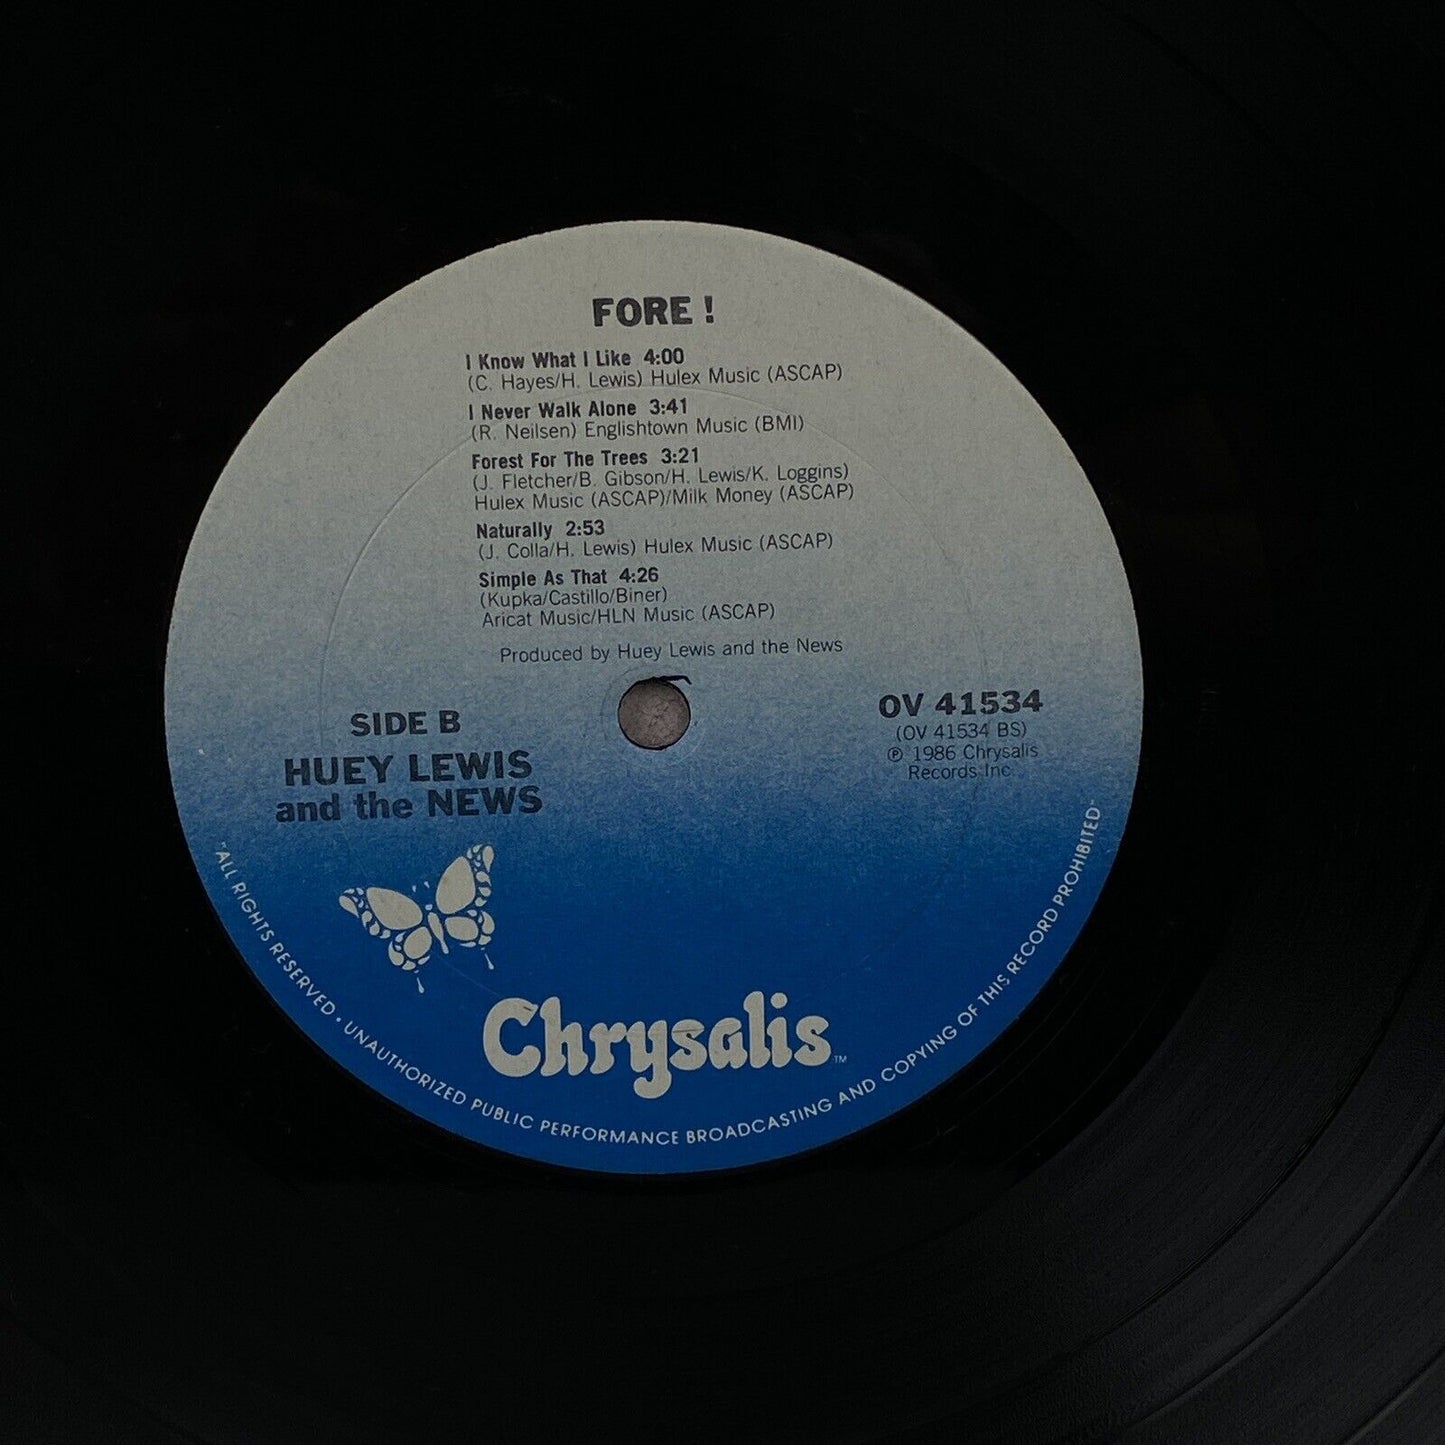 FORE !
I Know What I Like 4:00
(C. Hayes/H. Lewis) Hulex Music (ASCAP)
I Never Walk Alone 3:41
(R. Neilsen) Englishtown Music (BMI)
Forest For The Trees 3:21
(J. Fletcher/B. Gibson/H. Lewis/K. Loggins)
Hulex Music (ASCAP)/Milk Money (ASCAP)
Naturally 2:53
(J. Colla/H. Lewis) Hulex Music (ASCAP)
Simple As That 4:26
(Kupka/Castillo/Biner)
Aricat Music/HLN Music (ASCAP)
Produced by Huey Lewis and the News
SIDE B
HUEY LEWIS
and the NEWS
OV 41534
(OV 41534 BS)
℗ 1986 Chrysalis
Records Inc.
Chrysalis™
"ALL RIGHTS RESERVED • UNAUTHORIZED PUBLIC PERFORMANCE BROADCASTING AND COPYING OF THIS RECORD PROHIBITED"